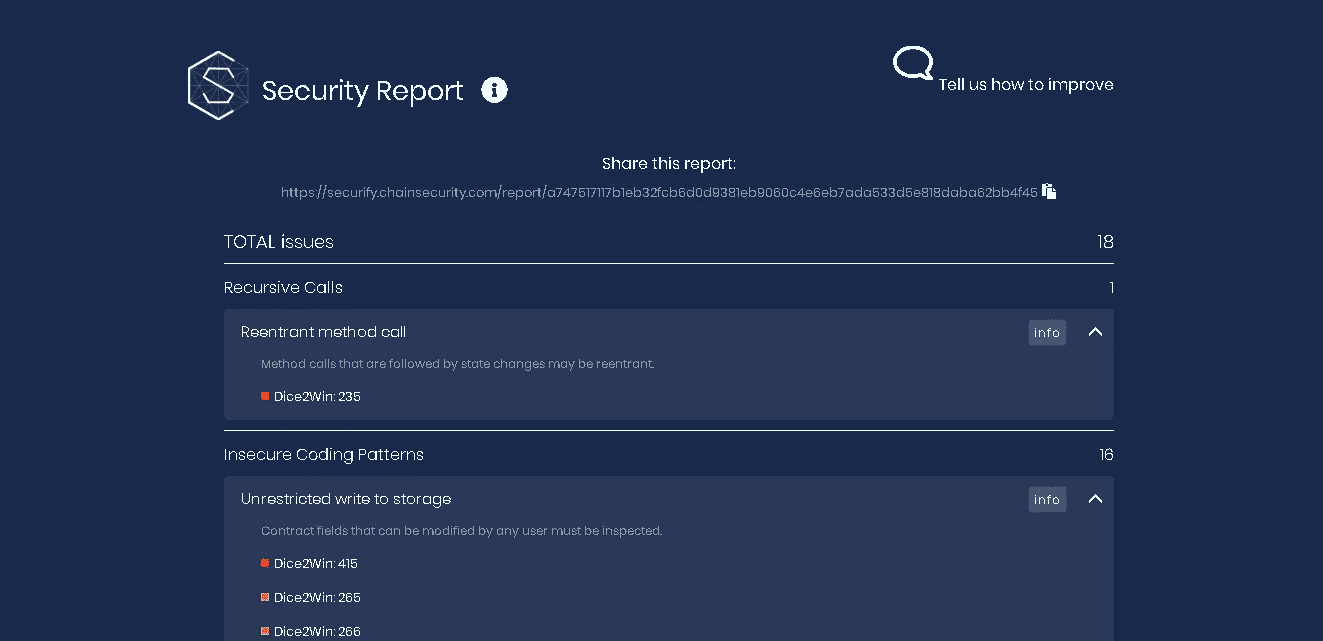 Security Report
Tell us how to improve
Share this report:
https://securify.chainsecurity.com/report/a747517117b1eb32fcb6d0d9381eb9060c4e6eb7ada533d5e818daba62bb4f45
TOTAL issues 18
Recursive Calls 1
Reentrant method call info
Method calls that are followed by state changes may be reentrant.
Dice2Win: 235
Insecure Coding Patterns 16
Unrestricted write to storage info
Contract fields that can be modified by any user must be inspected.
Dice2Win: 415
Dice2Win: 265
Dice2Win: 266